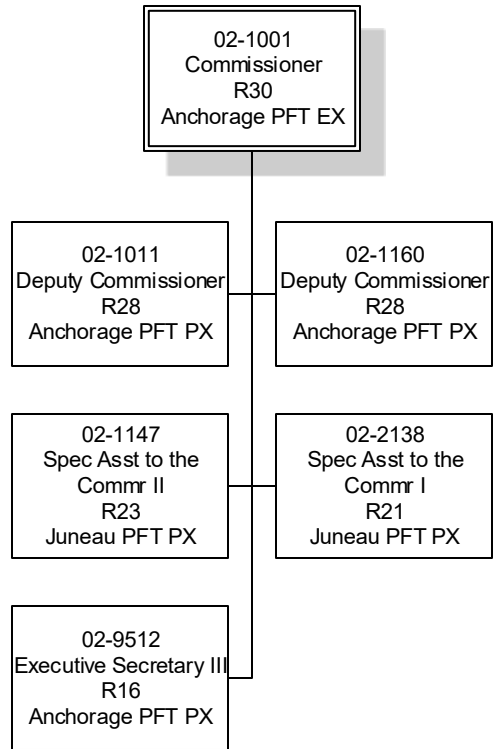 02-1001
Commissioner
R30
Anchorage PFT EX
02-1011
Deputy Commissioner
R28
Anchorage PFT PX
02-1160
Deputy Commissioner
R28
Anchorage PFT PX
02-1147
Spec Asst to the
Commr II
R23
Juneau PFT PX
02-2138
Spec Asst to the
Commr I
R21
Juneau PFT PX
02-9512
Executive Secretary III
R16
Anchorage PFT PX